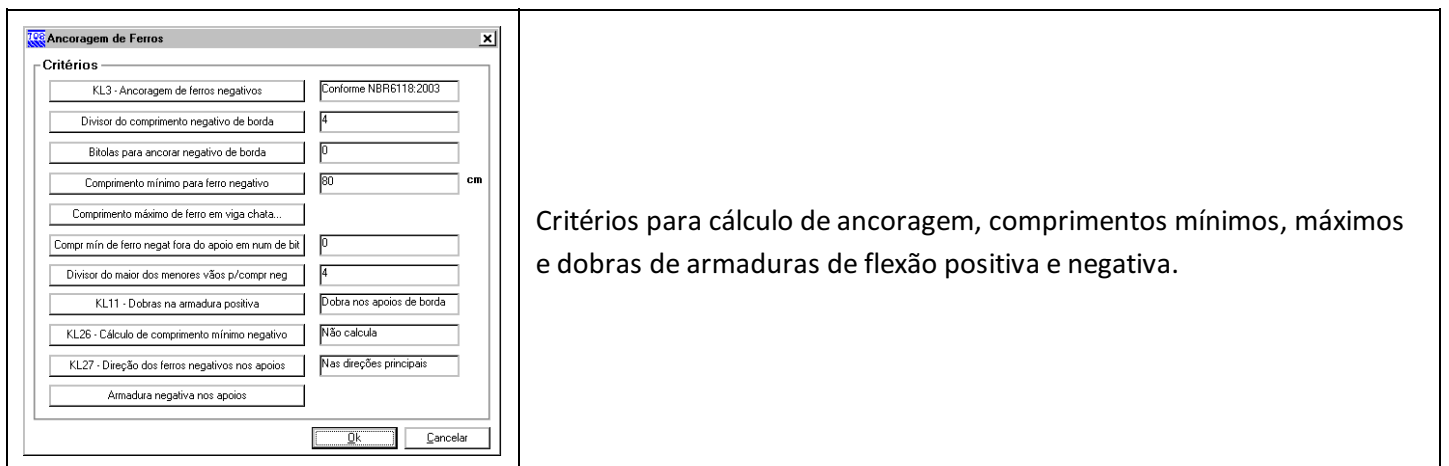 TQS Ancoragem de Ferros
Critérios
KL3 - Ancoragem de ferros negativos Conforme NBR6118:2003
Divisor do comprimento negativo de borda 4
Bitolas para ancorar negativo de borda 0
Comprimento mínimo para ferro negativo 80 cm
Comprimento máximo de ferro em viga chata...
Compr mín de ferro negat fora do apoio em num de bit 0
Divisor do maior dos menores vãos p/compr neg 4
KL11 - Dobras na armadura positiva Dobra nos apoios de borda
KL26 - Cálculo de comprimento mínimo negativo Não calcula
KL27 - Direção dos ferros negativos nos apoios Nas direções principais
Armadura negativa nos apoios
Ok Cancelar
Critérios para cálculo de ancoragem, comprimentos mínimos, máximos
e dobras de armaduras de flexão positiva e negativa.